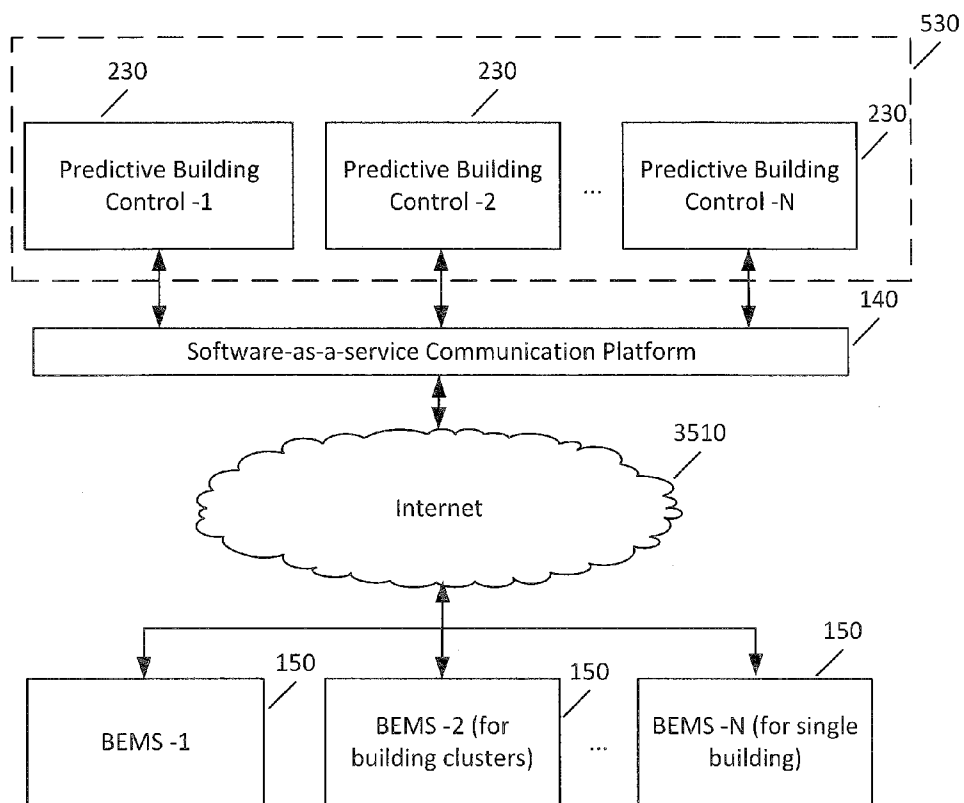 530
230
230
230
Predictive Building
Control -1
Predictive Building
Control -2
...
Predictive Building
Control -N
140
Software-as-a-service Communication Platform
3510
Internet
150
150
150
BEMS -1
BEMS -2 (for
building clusters)
...
BEMS -N (for single
building)